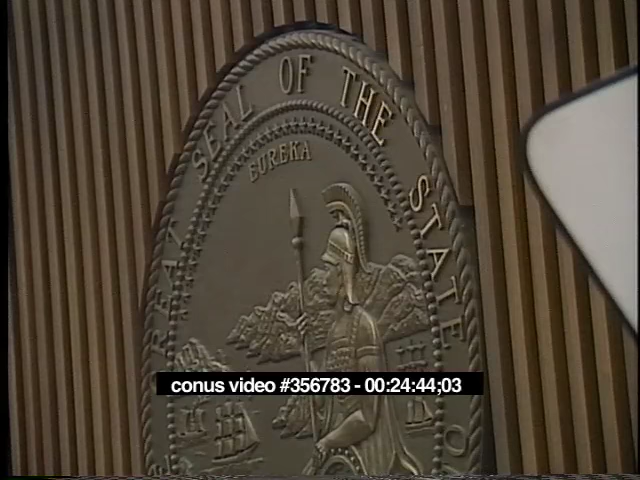 GREAT SEAL OF THE STATE O
EUREKA
conus video #356783 - 00:24:44;03